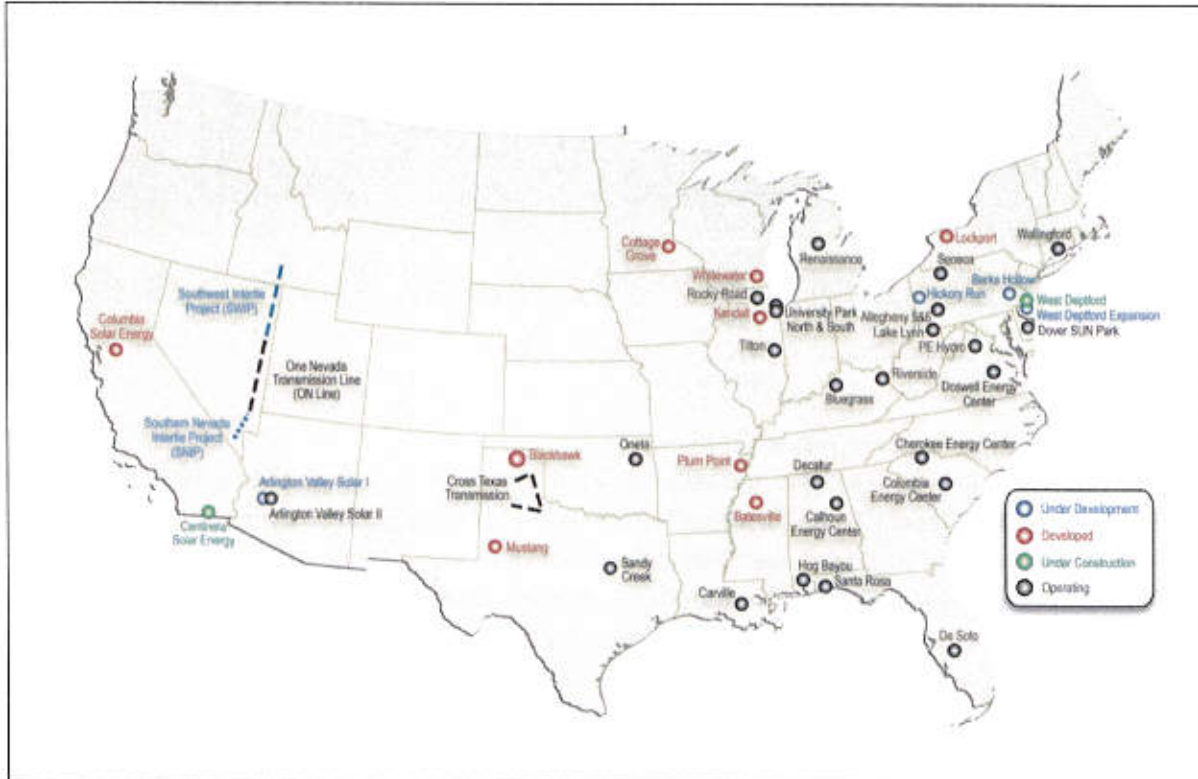 Cottage
Grove
Renaissance
Lockport
Wallingford
Seneca
Whitewater
Rocky Road
Kendall
University Park
North & South
Tilton
Hickory Run
Berks Hollow
West Deptford
West Deptford Expansion
Dover SUN Park
Allegheny 5&6
Lake Lynn
PE Hydro
Doswell Energy
Center
Riverside
Bluegrass
Southwest Intertie
Project (SWIP)
Columbia
Solar Energy
One Nevada
Transmission Line
(ON Line)
Southern Nevada
Intertie Project
(SNIP)
Arlington Valley Solar I
Arlington Valley Solar II
Centinela
Solar Energy
Blackhawk
Oneta
Cross Texas
Transmission
Mustang
Sandy
Creek
Plum Point
Batesville
Decatur
Calhoun
Energy Center
Cherokee Energy Center
Columbia
Energy Center
Hog Bayou
Santa Rosa
Carville
De Soto
Under Development
Developed
Under Construction
Operating